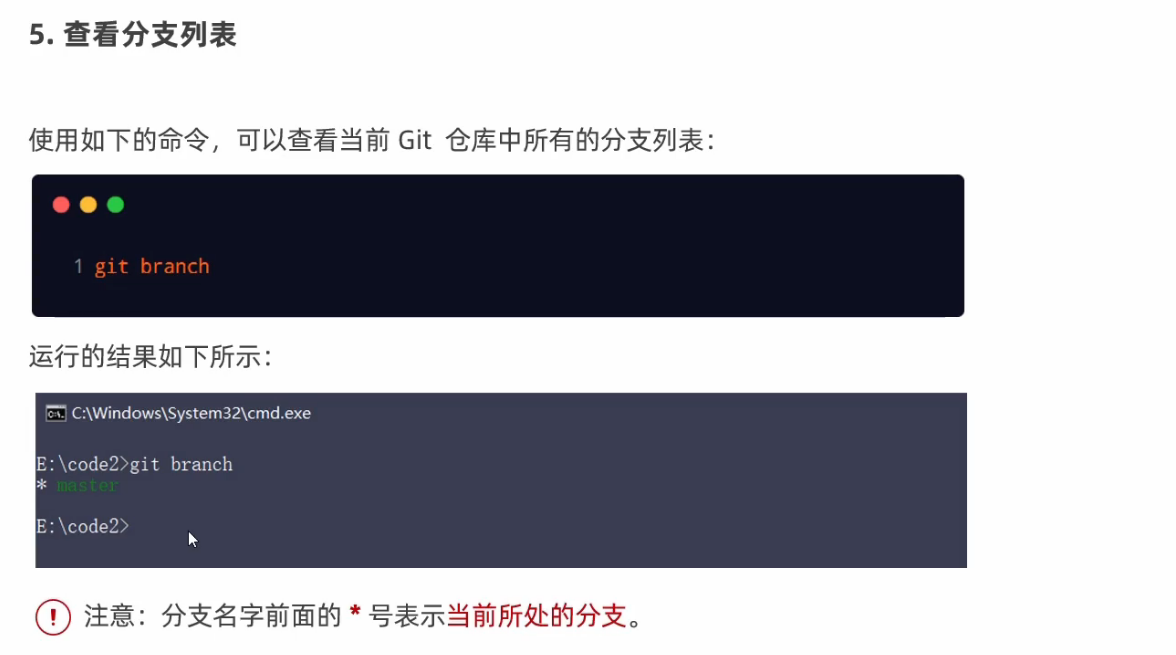 5. 查看分支列表
使用如下的命令，可以查看当前 Git 仓库中所有的分支列表：
1 git branch
运行的结果如下所示：
C:\Windows\System32\cmd.exe
E:\code2>git branch
* master
E:\code2>
注意：分支名字前面的 * 号表示当前所处的分支。